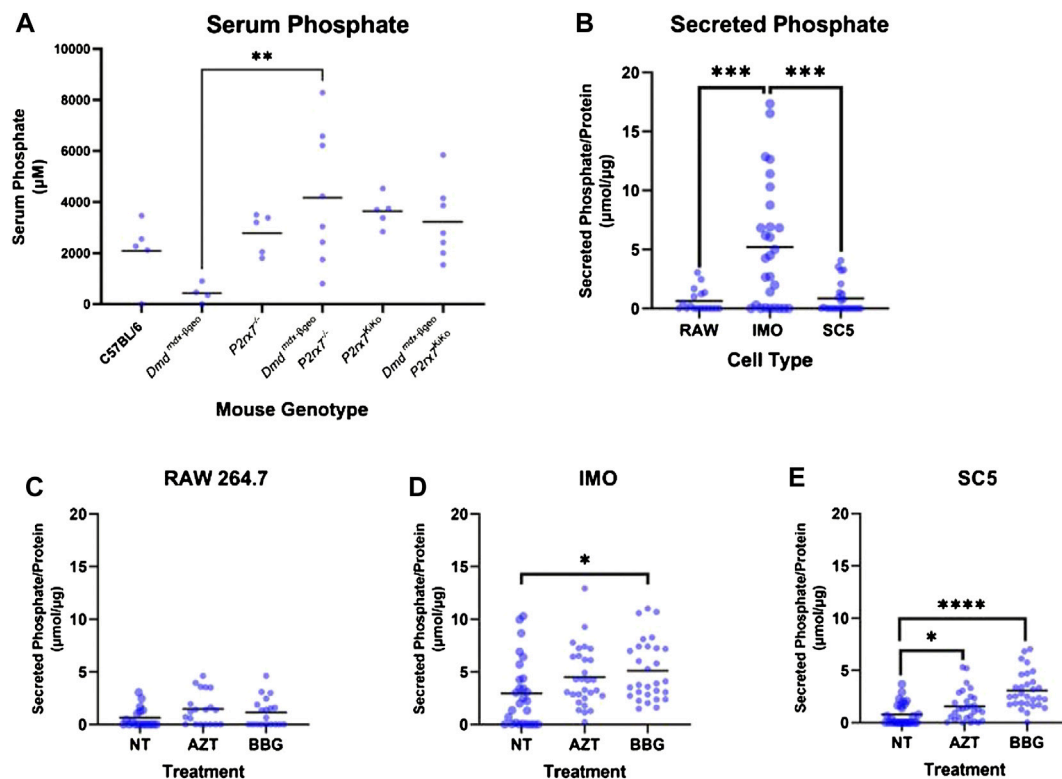 A
Serum Phosphate
10000
8000
6000
4000
2000
0
Serum Phosphate
(µM)
**
C57BL/6
Dmd mdx-βgeo
P2rx7-/-
Dmd mdx-βgeo
P2rx7-/-
P2rx7KiKo
Dmd mdx-βgeo
P2rx7KiKo
Mouse Genotype
B
Secreted Phosphate
20
15
10
5
0
Secreted Phosphate/Protein
(µmol/µg)
*** ***
RAW IMO SC5
Cell Type
C
RAW 264.7
20
15
10
5
0
Secreted Phosphate/Protein
(µmol/µg)
NT AZT BBG
Treatment
D
IMO
20
15
10
5
0
Secreted Phosphate/Protein
(µmol/µg)
*
NT AZT BBG
Treatment
E
SC5
20
15
10
5
0
Secreted Phosphate/Protein
(µmol/µg)
****
*
NT AZT BBG
Treatment